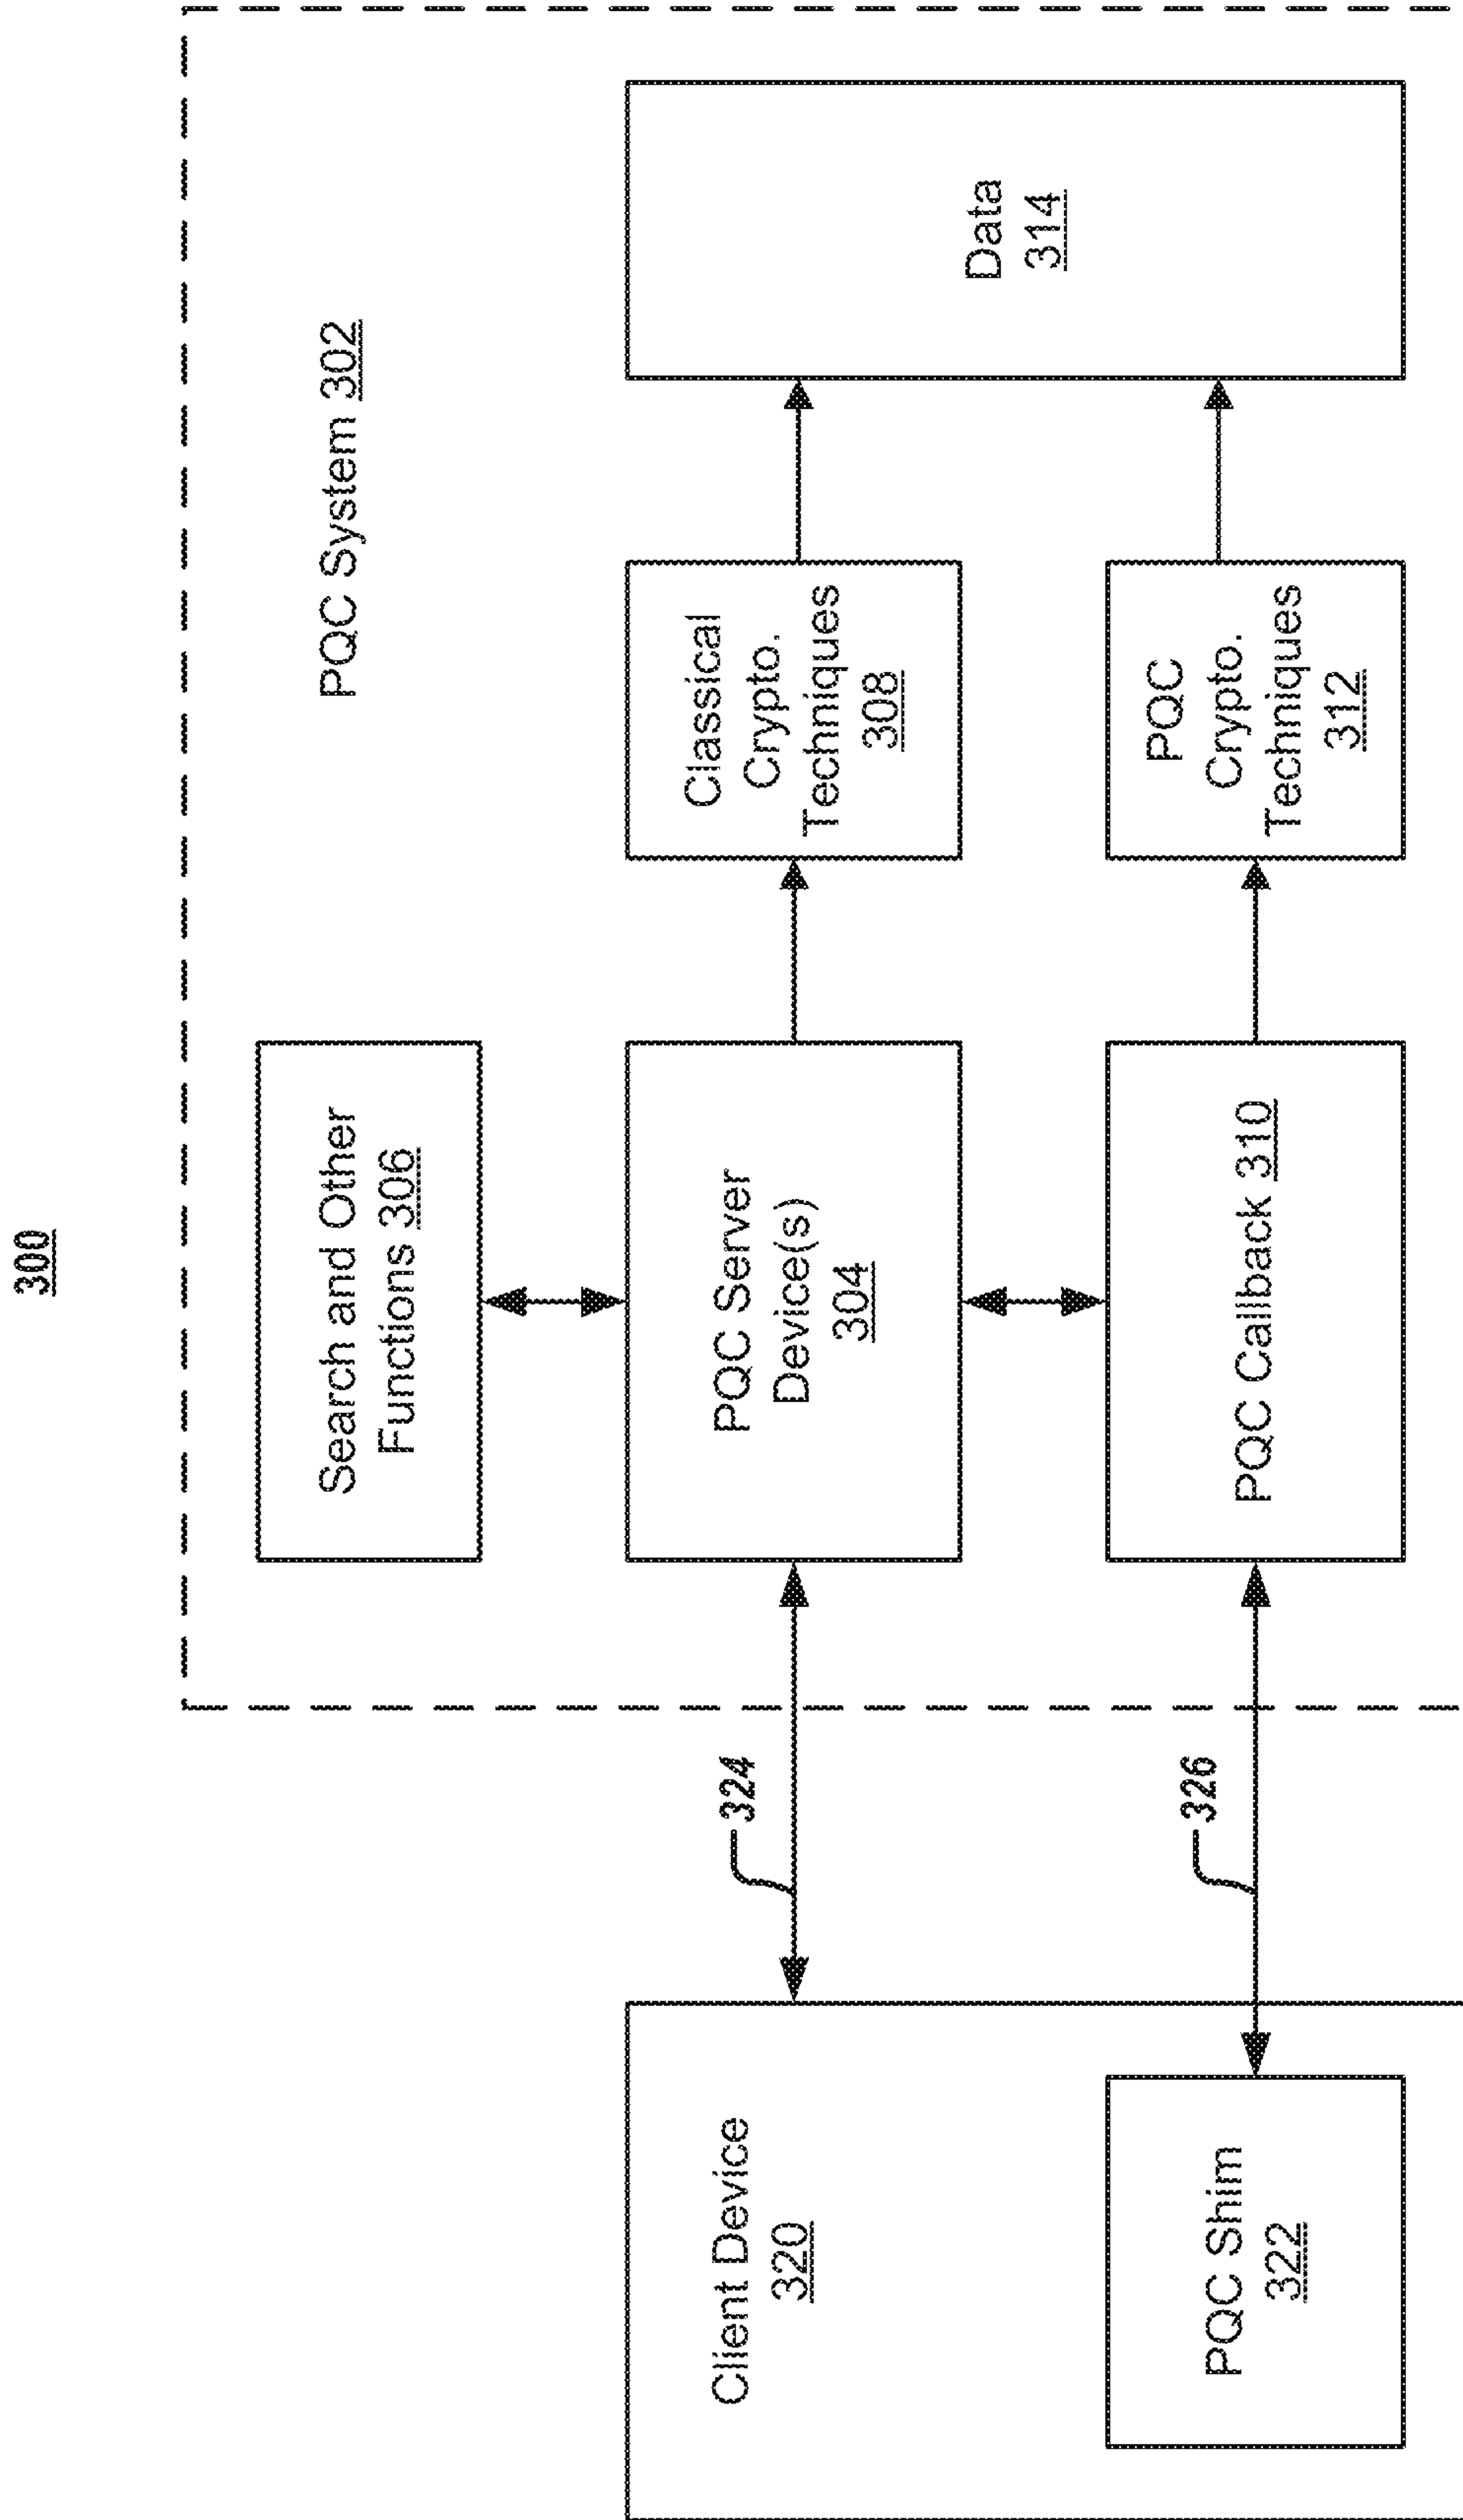 300
PQC System 302
Search and Other
Functions 306
Client Device
320
324
PQC Server
Device(s)
304
Classical
Crypto.
Techniques
308
Data
314
PQC Shim
322
326
PQC Callback 310
PQC
Crypto.
Techniques
312